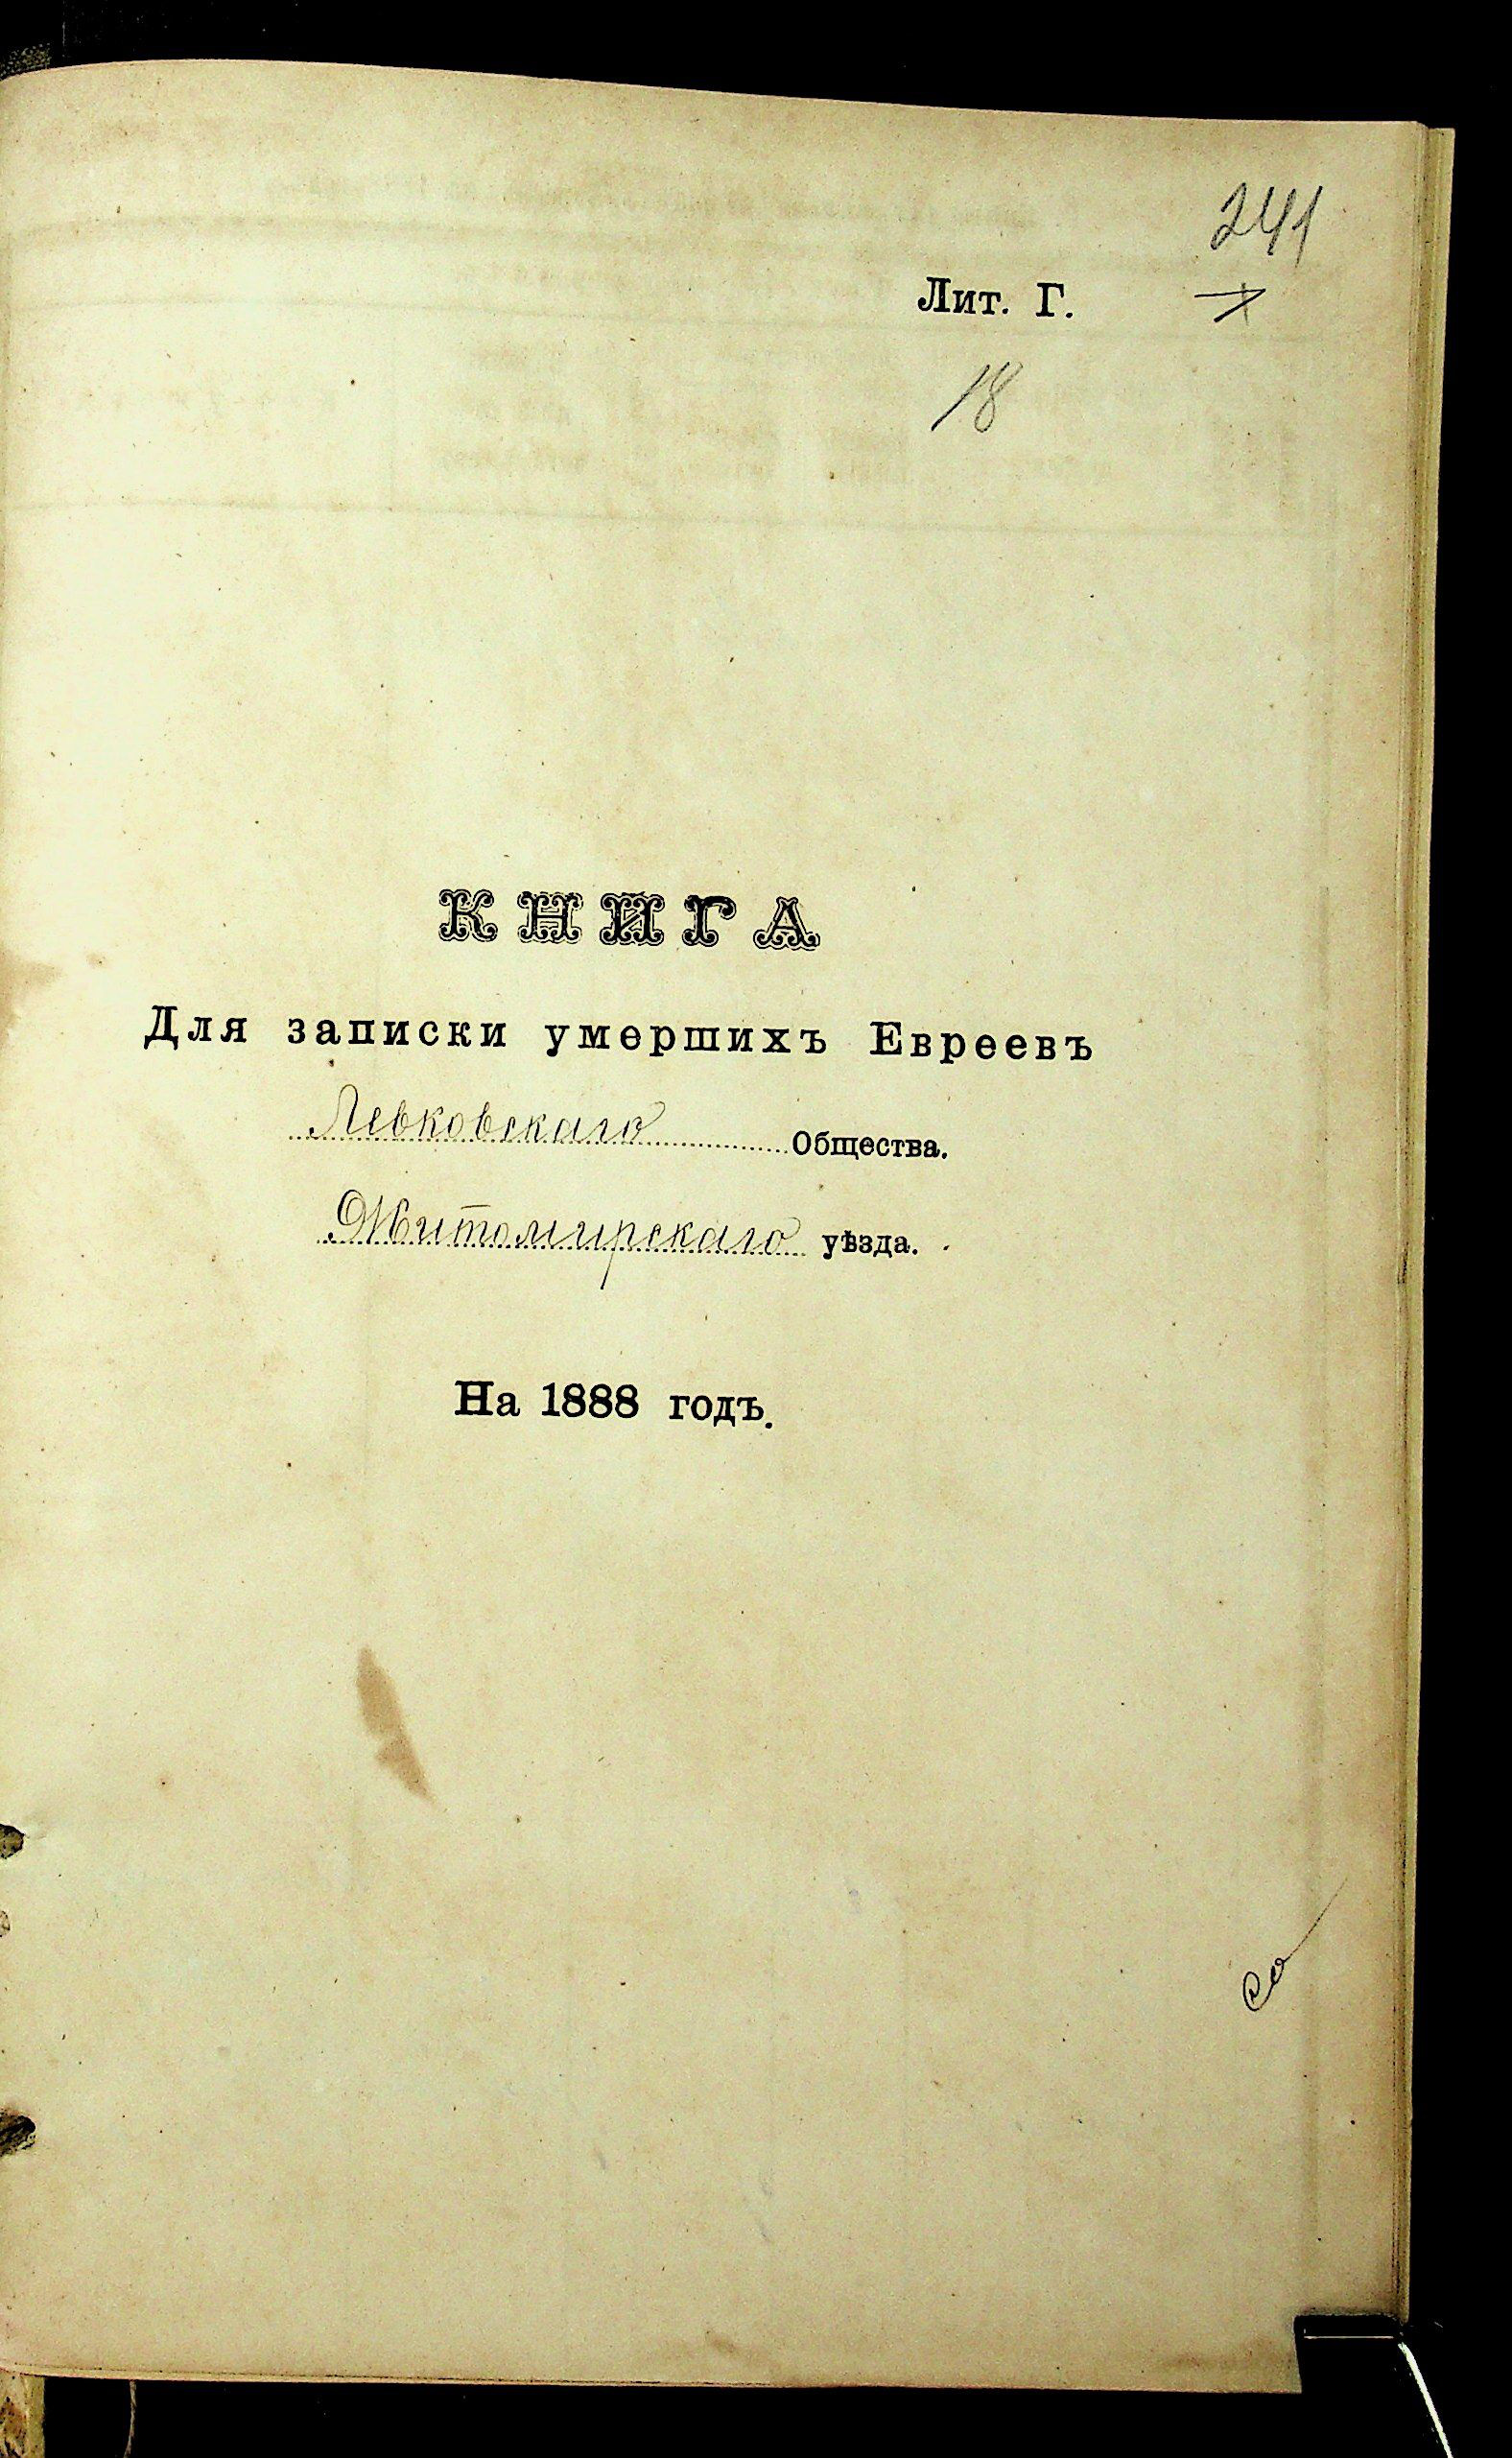 241
Лит. Г.
18
КНИГА
Для записки умершихъ Евреевъ
Левковскаго Общества.
Житомирскаго уѣзда.
На 1888 годъ.